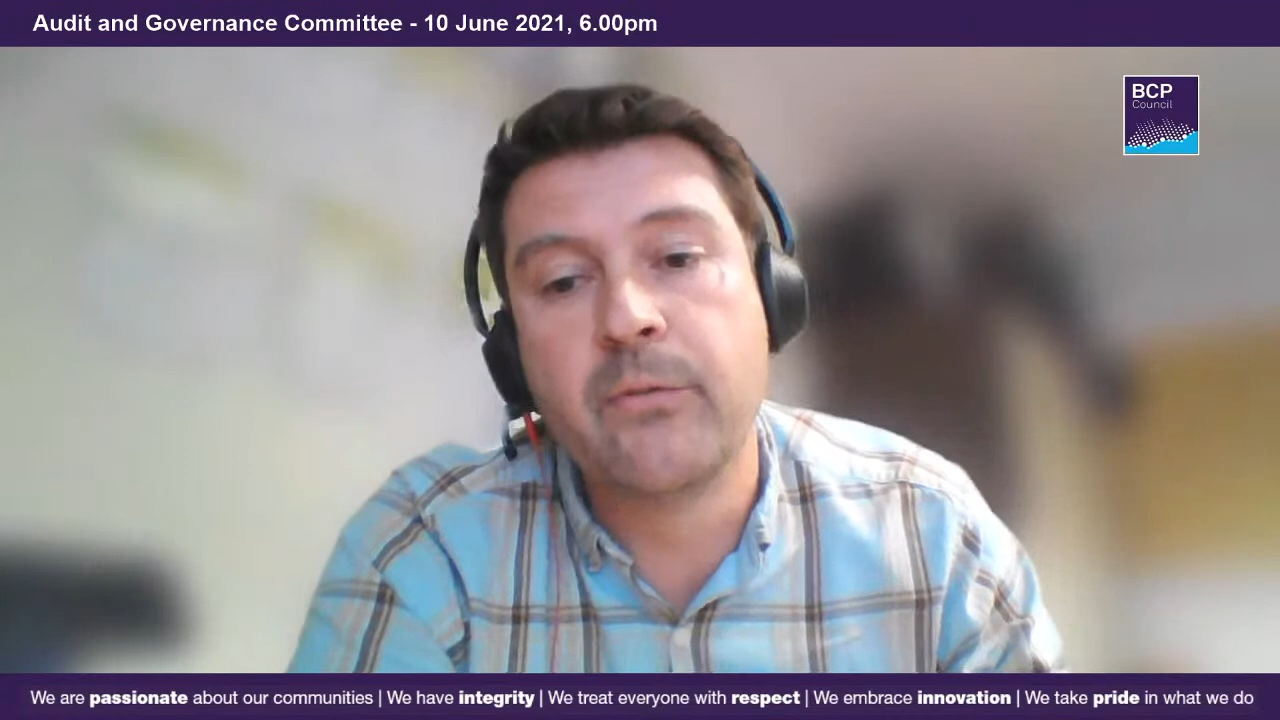 Audit and Governance Committee - 10 June 2021, 6.00pm
BCP
Council
We are passionate about our communities | We have integrity | We treat everyone with respect | We embrace innovation | We take pride in what we do